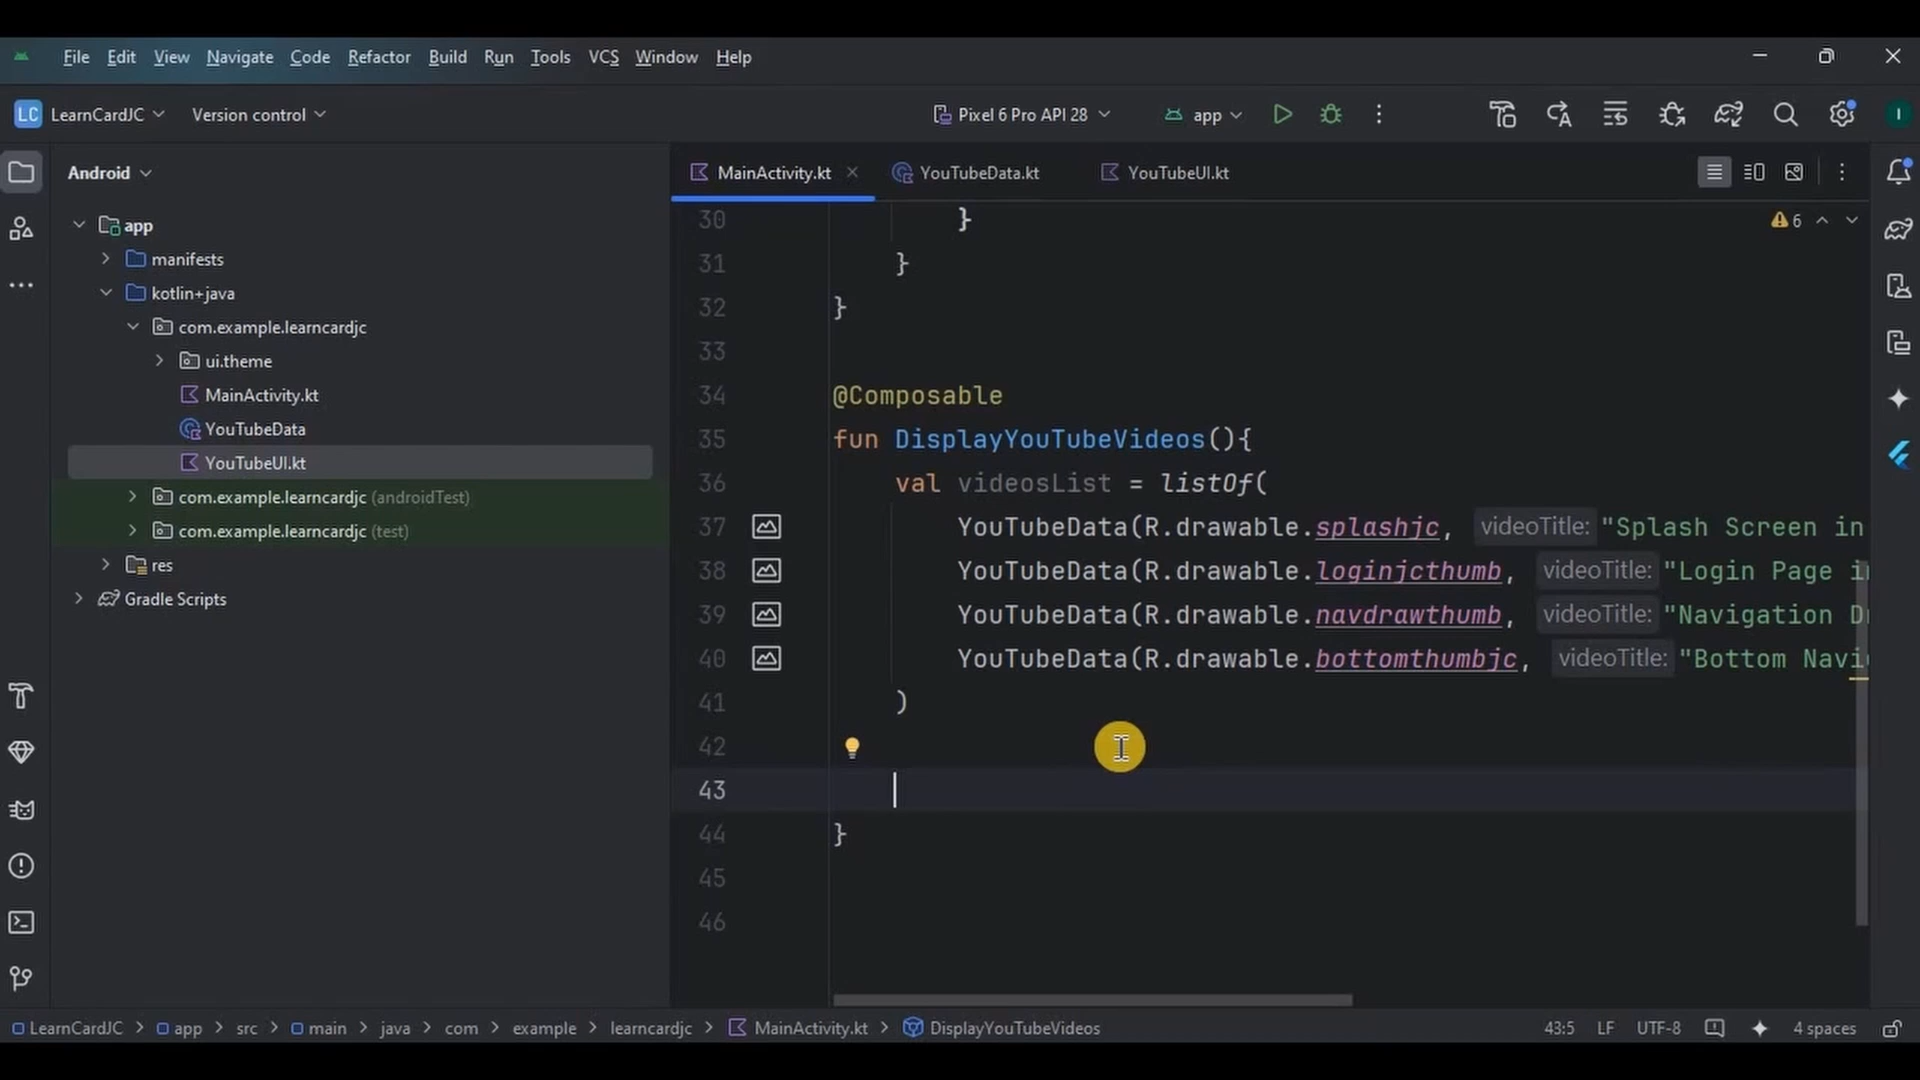 File Edit View Navigate Code Refactor Build Run Tools VCS Window Help
LC LearnCardJC Version control Pixel 6 Pro API 28 app I
Android
MainActivity.kt YouTubeData.kt YouTubeUI.kt
app
manifests
kotlin+java
com.example.learncardjc
ui.theme
MainActivity.kt
YouTubeData
YouTubeUI.kt
com.example.learncardjc (androidTest)
com.example.learncardjc (test)
res
Gradle Scripts
30 }
6
31 }
32 }
33
34 @Composable
35 fun DisplayYouTubeVideos(){
36 val videosList = listOf(
37 YouTubeData(R.drawable.splashjc, videoTitle: "Splash Screen in
38 YouTubeData(R.drawable.loginjcthumb, videoTitle: "Login Page i
39 YouTubeData(R.drawable.navdrawthumb, videoTitle: "Navigation D
40 YouTubeData(R.drawable.bottomthumbjc, videoTitle: "Bottom Navi
41 )
42
43
44 }
45
46
LearnCardJC > app > src > main > java > com > example > learncardjc > MainActivity.kt > DisplayYouTubeVideos 43:5 LF UTF-8 4 spaces